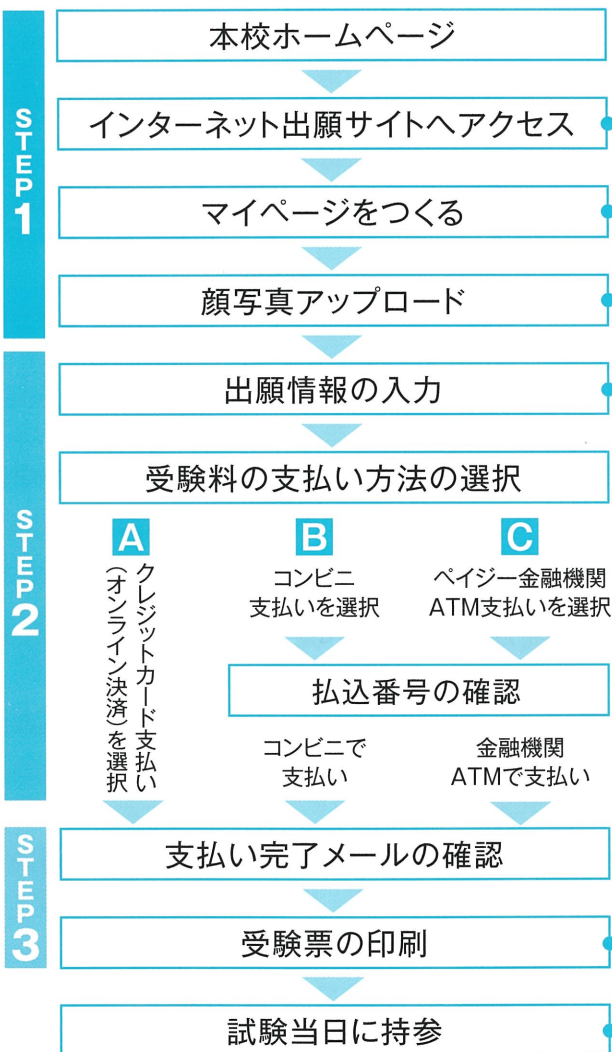 STEP1
本校ホームページ
インターネット出願サイトへアクセス
マイページをつくる
顔写真アップロード
STEP2
出願情報の入力
受験料の支払い方法の選択
A
クレジットカード支払い
（オンライン決済）を選択
B
コンビニ
支払いを選択
C
ペイジー金融機関
ATM支払いを選択
払込番号の確認
コンビニで
支払い
金融機関
ATMで支払い
STEP3
支払い完了メールの確認
受験票の印刷
試験当日に持参